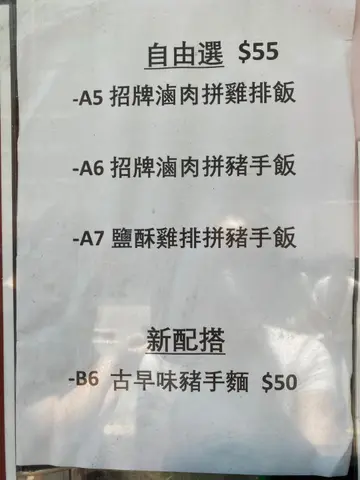 自由選 $55
-A5 招牌滷肉拼雞排飯
-A6 招牌滷肉拼豬手飯
-A7 鹽酥雞排拼豬手飯
新配搭
-B6 古早味豬手麵 $50